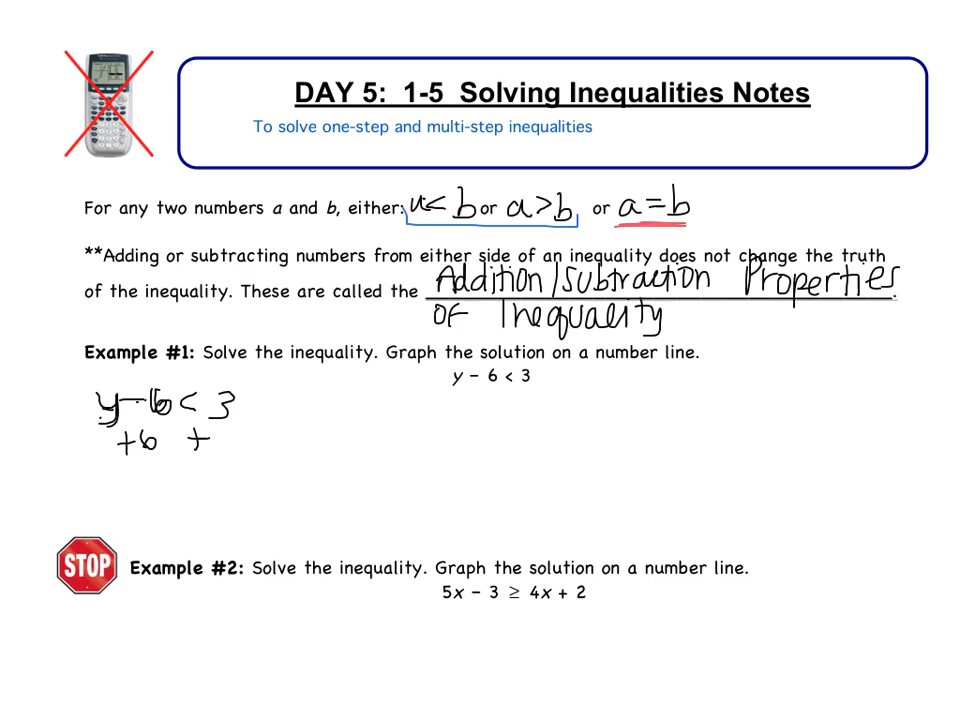 DAY 5: 1-5 Solving Inequalities Notes
To solve one-step and multi-step inequalities
For any two numbers a and b, either: a < b or a > b or a = b
**Adding or subtracting numbers from either side of an inequality does not change the truth
of the inequality. These are called the Addition/Subtraction Properties.
of Inequality
Example #1: Solve the inequality. Graph the solution on a number line.
y – 6 < 3
y – 6 < 3
+6 +
STOP
Example #2: Solve the inequality. Graph the solution on a number line.
5x – 3 ≥ 4x + 2